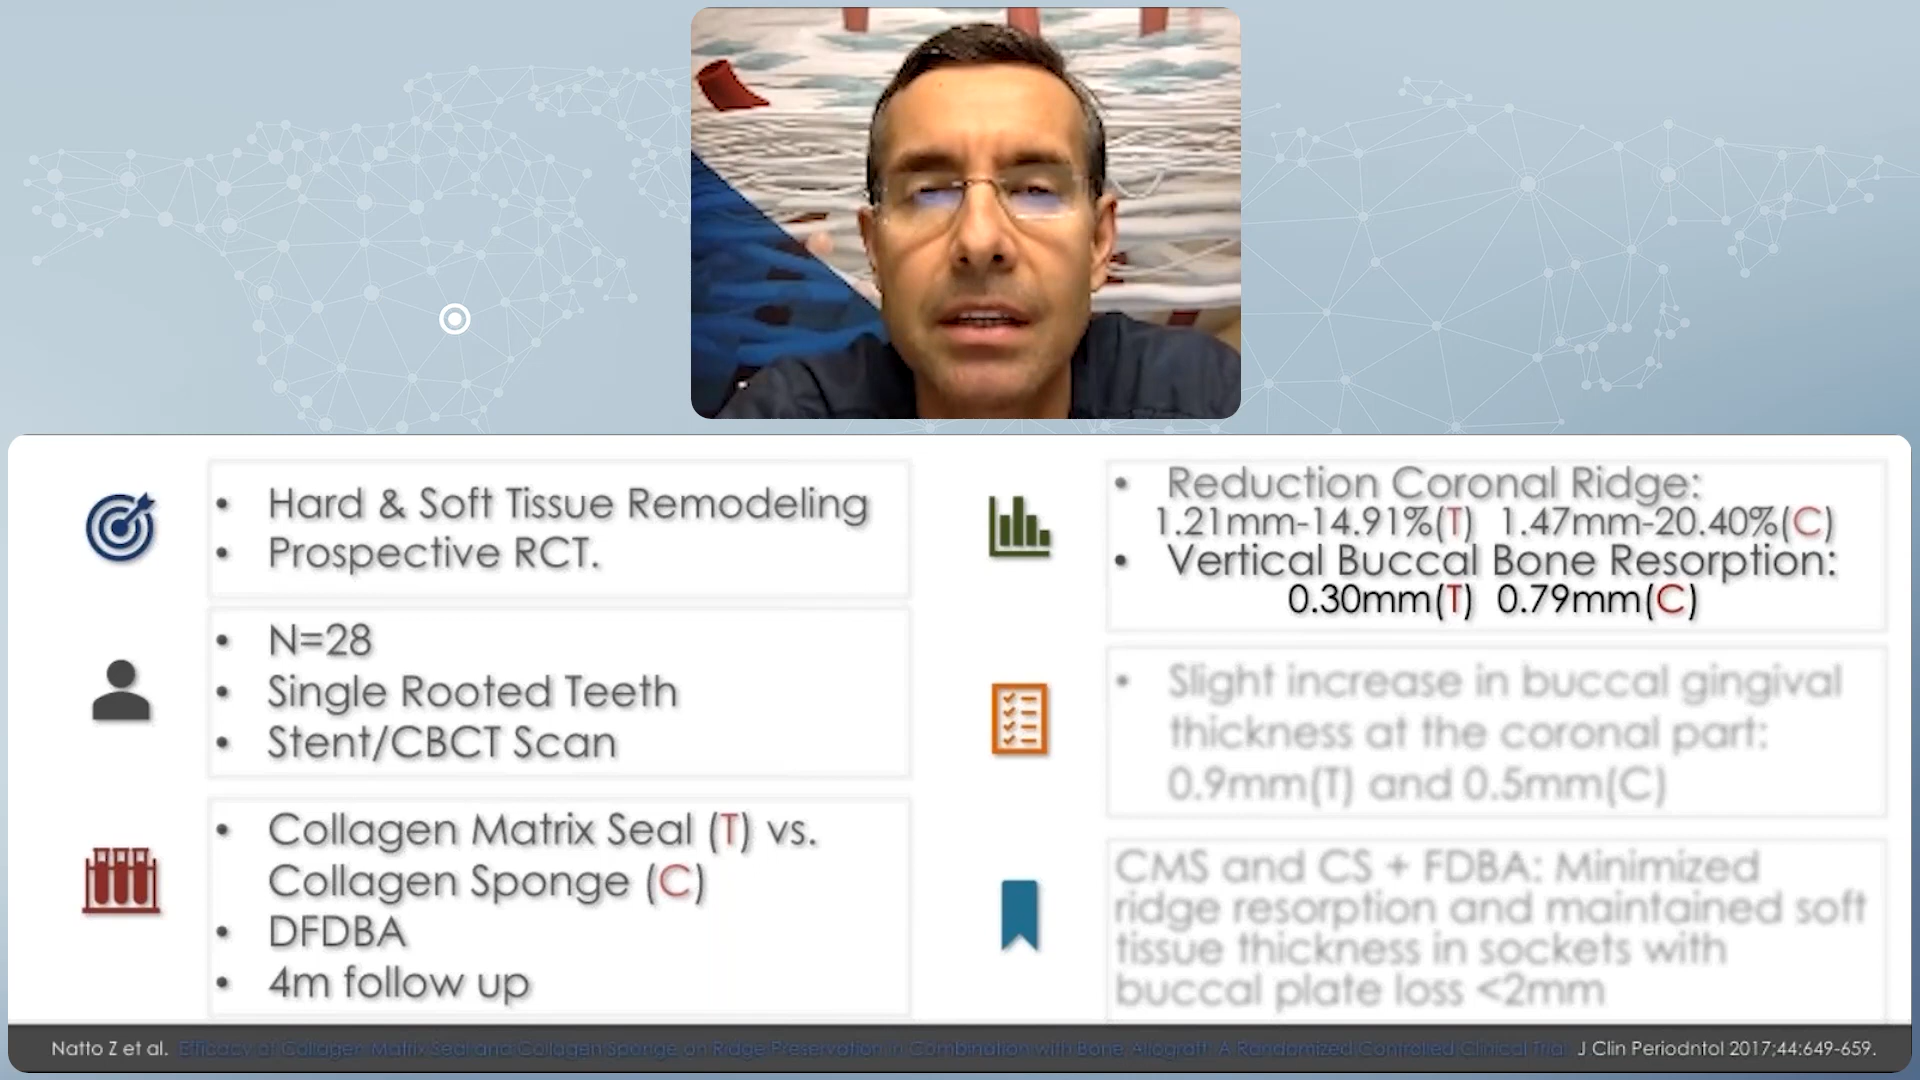 • Hard & Soft Tissue Remodeling
• Prospective RCT.
• N=28
• Single Rooted Teeth
• Stent/CBCT Scan
• Collagen Matrix Seal (T) vs.
Collagen Sponge (C)
• DFDBA
• 4m follow up
• Reduction Coronal Ridge:
1.21mm-14.91%(T) 1.47mm-20.40%(C)
• Vertical Buccal Bone Resorption:
0.30mm(T) 0.79mm(C)
• Slight increase in buccal gingival
thickness at the coronal part:
0.9mm(T) and 0.5mm(C)
CMS and CS + FDBA: Minimized
ridge resorption and maintained soft
tissue thickness in sockets with
buccal plate loss <2mm
Natto Z et al. Efficacy of Collagen Matrix Seal and Collagen Sponge on Ridge Preservation in Combination with Bone Allograft: A Randomized Controlled Clinical Trial. J Clin Periodntol 2017;44:649-659.